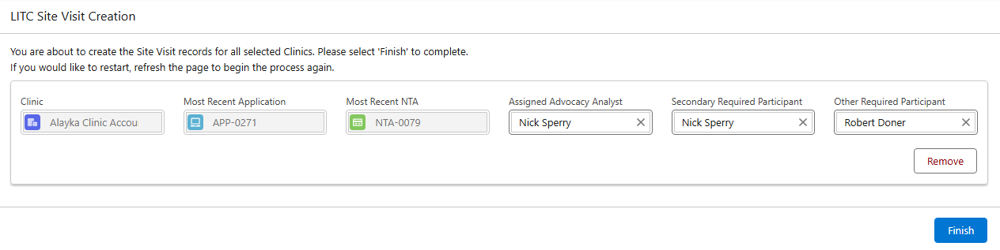 LITC Site Visit Creation
You are about to create the Site Visit records for all selected Clinics. Please select 'Finish' to complete.
If you would like to restart, refresh the page to begin the process again.
Clinic Most Recent Application Most Recent NTA Assigned Advocacy Analyst Secondary Required Participant Other Required Participant
Alayka Clinic Accou APP-0271 NTA-0079 Nick Sperry Nick Sperry Robert Doner
Remove
Finish